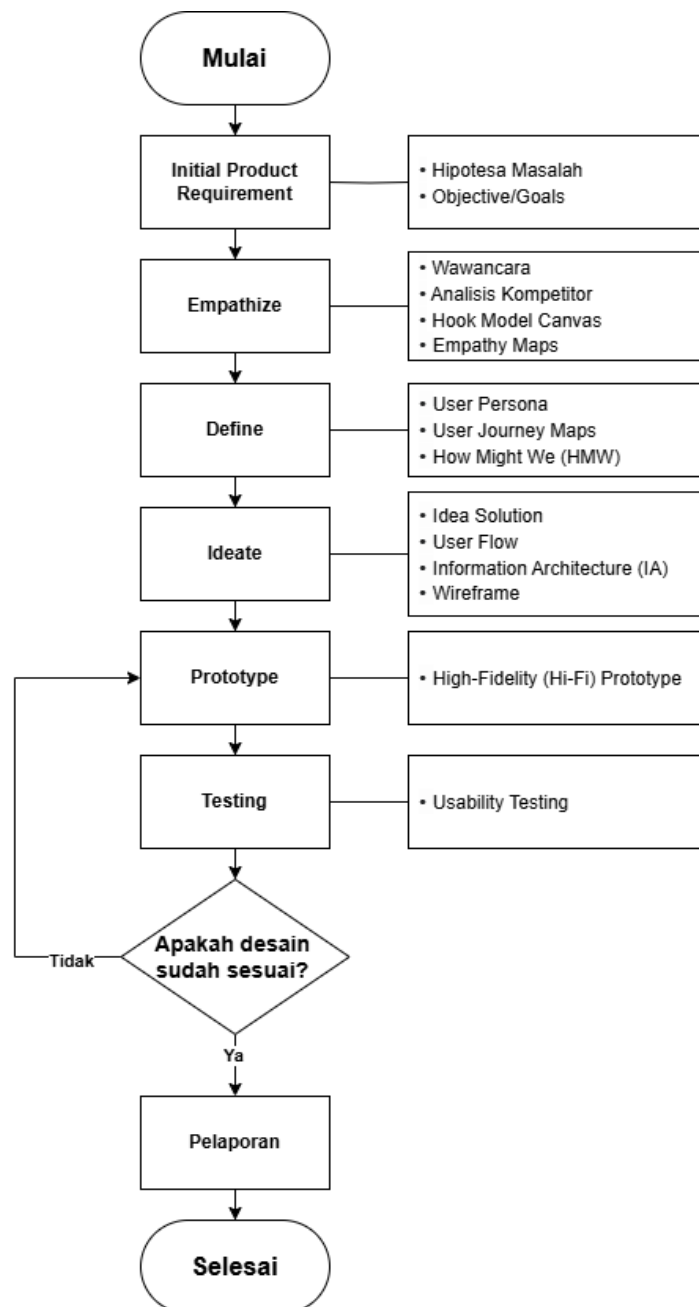 Mulai
Initial Product
Requirement
• Hipotesa Masalah
• Objective/Goals
Empathize
• Wawancara
• Analisis Kompetitor
• Hook Model Canvas
• Empathy Maps
Define
• User Persona
• User Journey Maps
• How Might We (HMW)
Ideate
• Idea Solution
• User Flow
• Information Architecture (IA)
• Wireframe
Prototype
• High-Fidelity (Hi-Fi) Prototype
Testing
• Usability Testing
Apakah desain
sudah sesuai?
Tidak
Ya
Pelaporan
Selesai